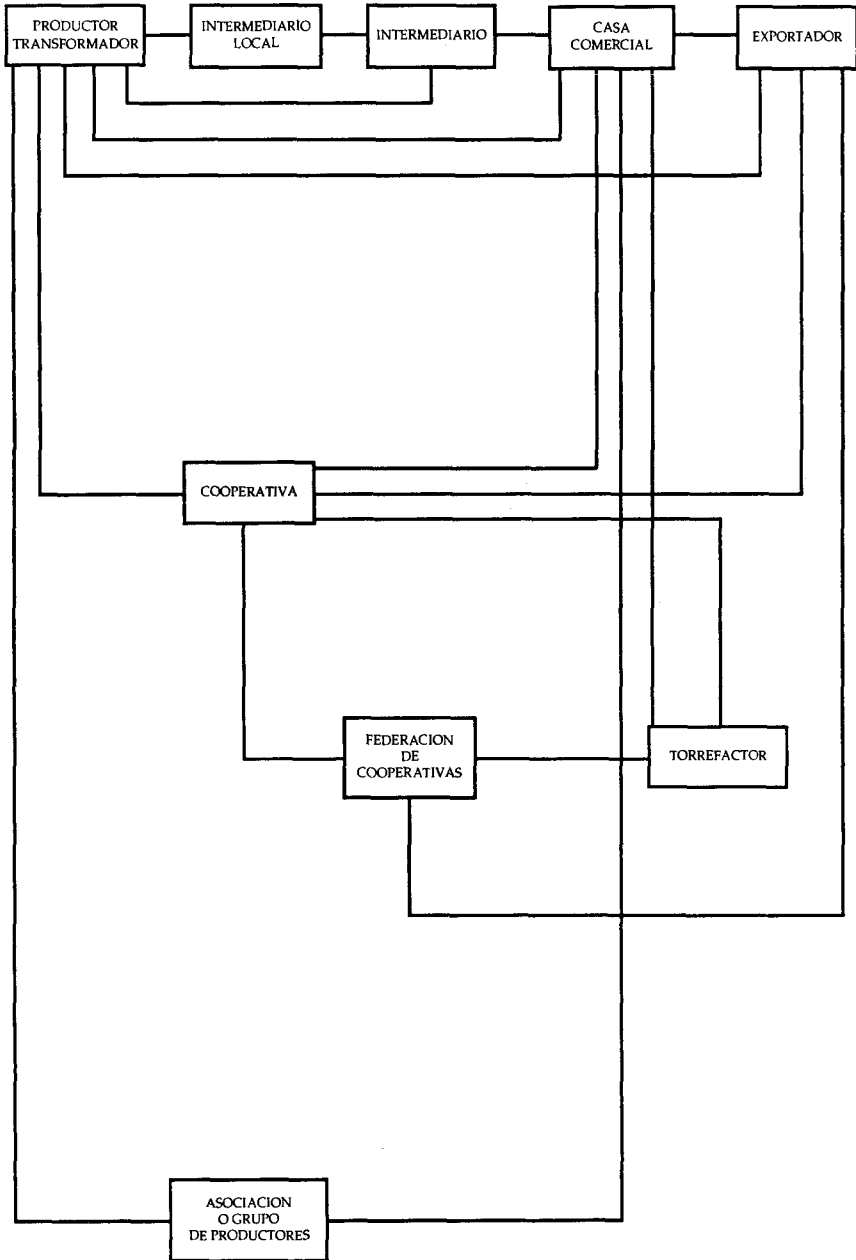 PRODUCTOR
TRANSFORMADOR
INTERMEDIARIO
LOCAL
INTERMEDIARIO
CASA
COMERCIAL
EXPORTADOR
COOPERATIVA
FEDERACION
DE
COOPERATIVAS
TORREFACTOR
ASOCIACION
O GRUPO
DE PRODUCTORES